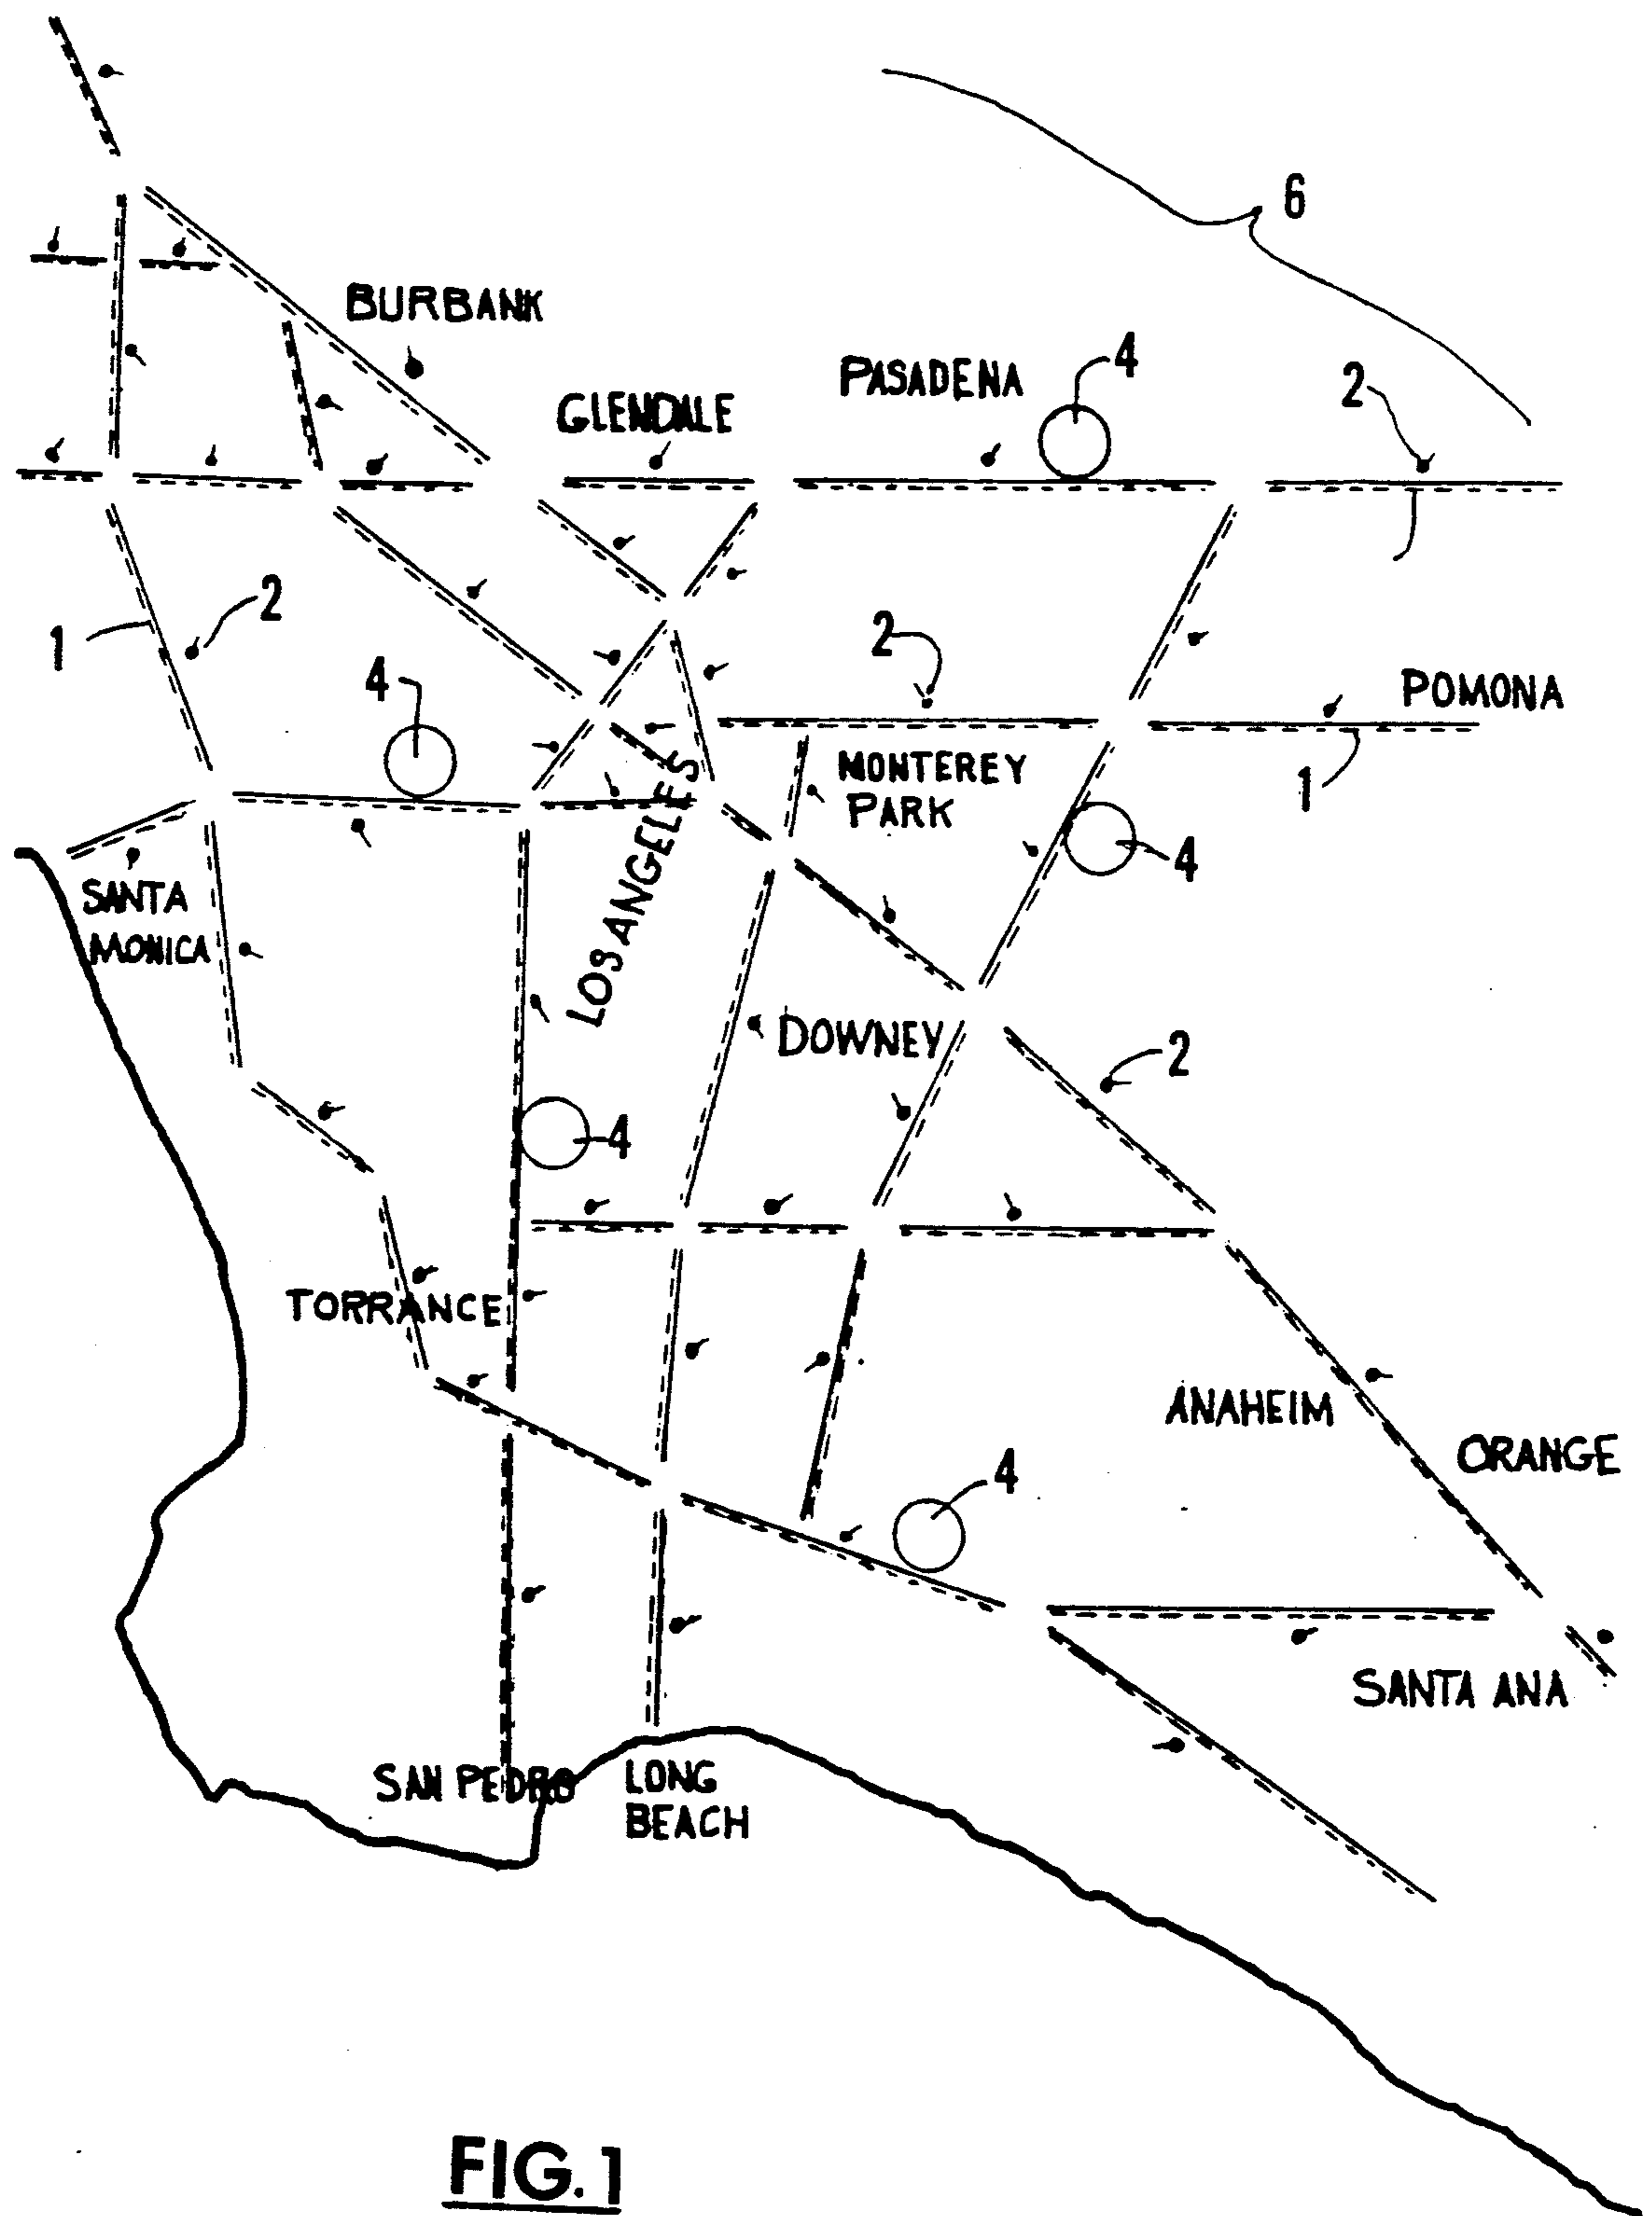 6
BURBANK
PASADENA
4
GLENDALE
2
2
1
2
4
POMONA
MONTEREY
PARK
1
4
SANTA
MONICA
LOS ANGELES
DOWNEY
2
4
TORRANCE
ANAHEIM
ORANGE
4
SANTA ANA
SAN PEDRO
LONG
BEACH
FIG. 1